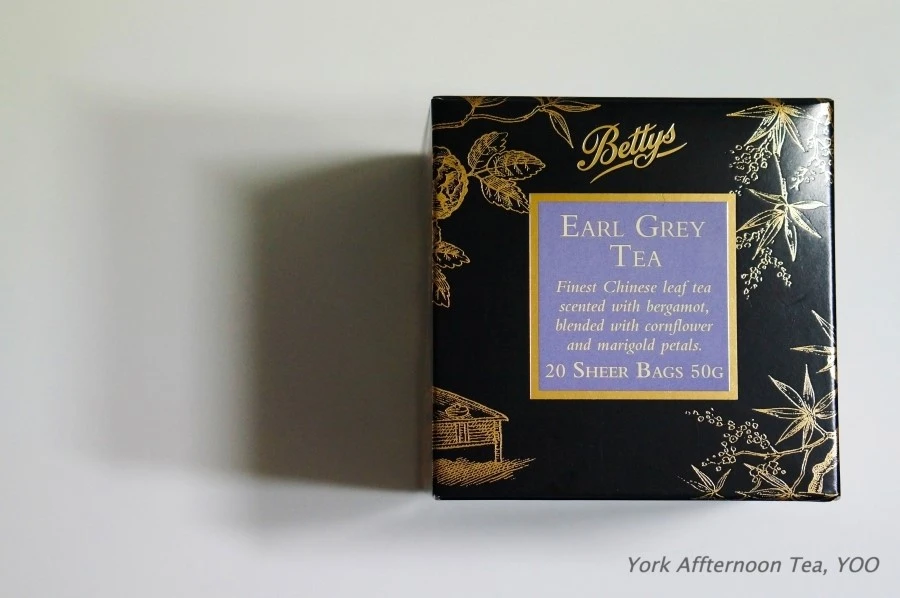 Bettys
EARL GREY
TEA
Finest Chinese leaf tea
scented with bergamot,
blended with cornflower
and marigold petals.
20 SHEER BAGS 50G
York Affternoon Tea, YOO